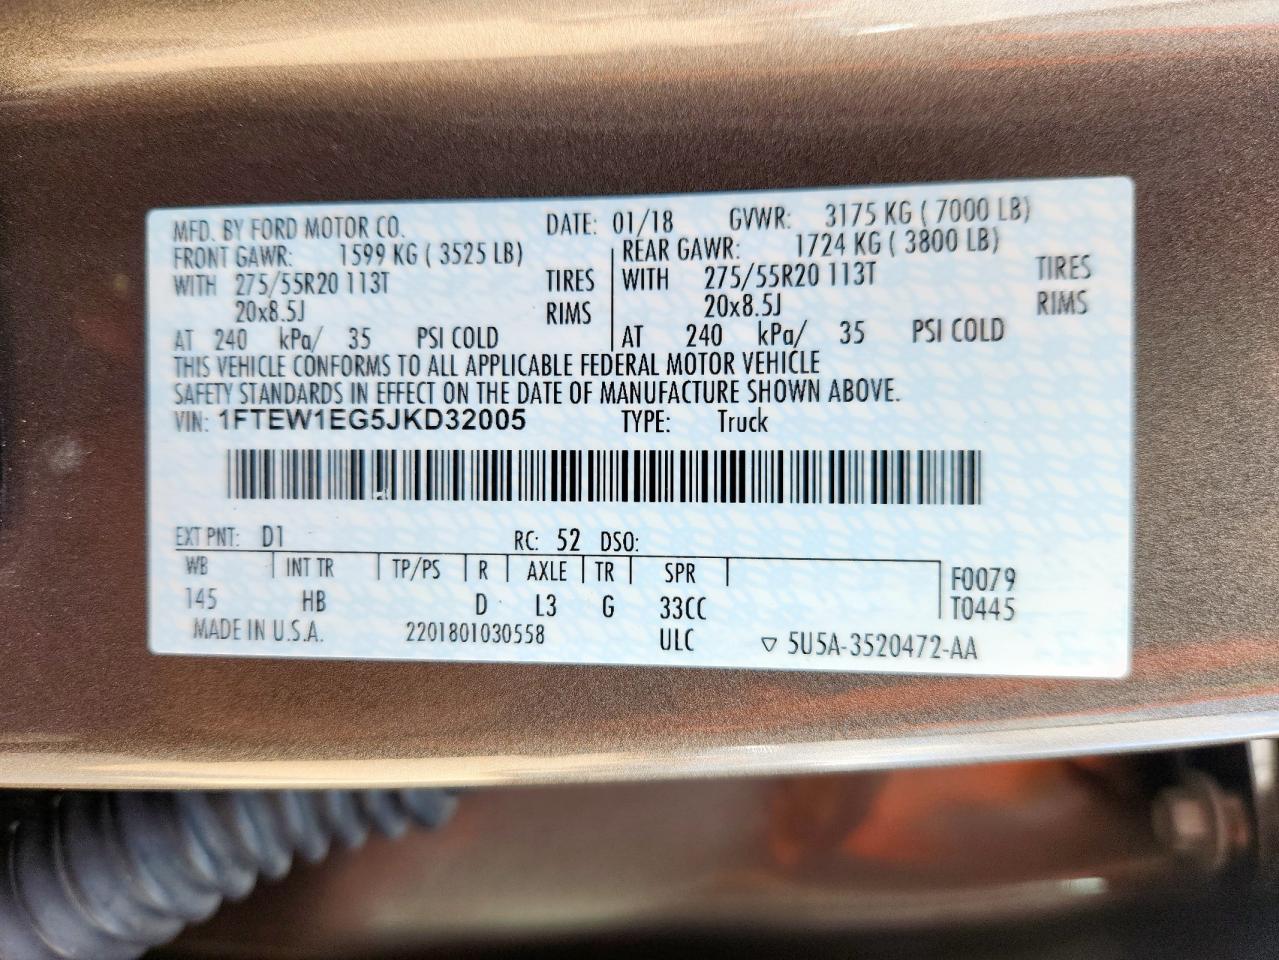 MFD. BY FORD MOTOR CO. DATE: 01/18 GVWR: 3175 KG ( 7000 LB)
FRONT GAWR: 1599 KG ( 3525 LB) REAR GAWR: 1724 KG ( 3800 LB)
WITH 275/55R20 113T TIRES WITH 275/55R20 113T TIRES
20x8.5J RIMS 20x8.5J RIMS
AT 240 kPa/ 35 PSI COLD AT 240 kPa/ 35 PSI COLD
THIS VEHICLE CONFORMS TO ALL APPLICABLE FEDERAL MOTOR VEHICLE
SAFETY STANDARDS IN EFFECT ON THE DATE OF MANUFACTURE SHOWN ABOVE.
VIN: 1FTEW1EG5JKD32005 TYPE: Truck
EXT PNT: D1 RC: 52 DSO:
WB INT TR TP/PS R AXLE TR SPR F0079
145 HB D L3 G 33CC T0445
MADE IN U.S.A. 2201801030558 ULC ▽ 5U5A-3520472-AA